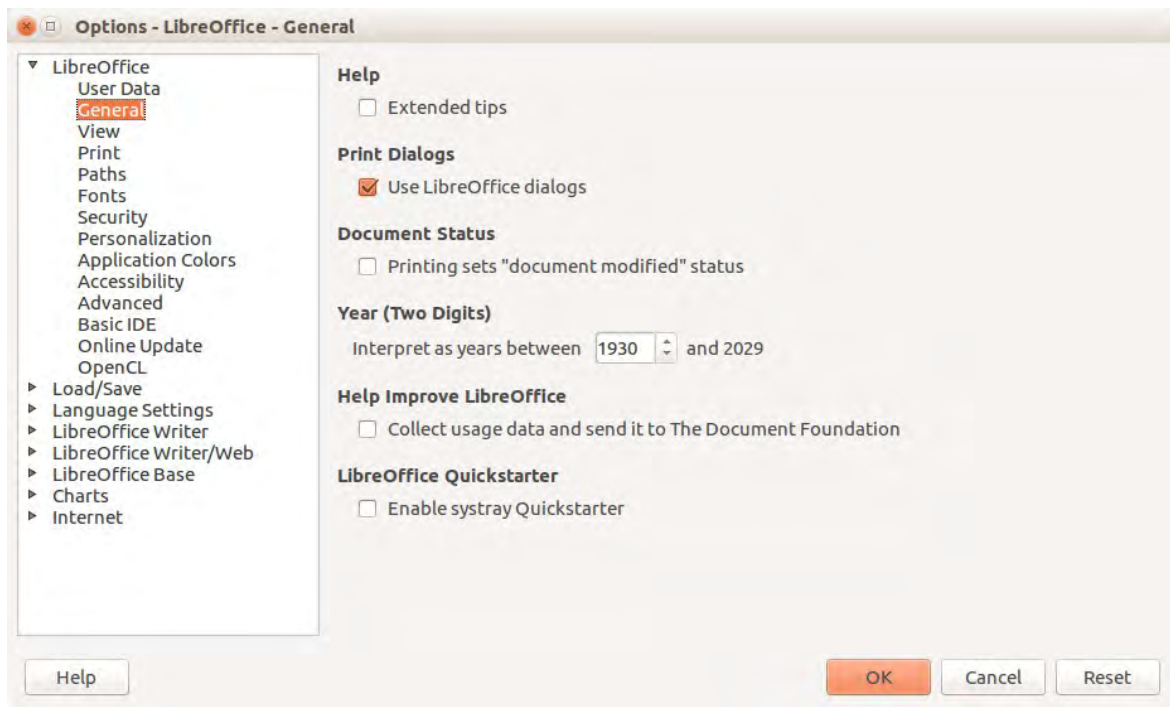 Options - LibreOffice - General
LibreOffice
User Data
General
View
Print
Paths
Fonts
Security
Personalization
Application Colors
Accessibility
Advanced
Basic IDE
Online Update
OpenCL
Load/Save
Language Settings
LibreOffice Writer
LibreOffice Writer/Web
LibreOffice Base
Charts
Internet
Help
Extended tips
Print Dialogs
Use LibreOffice dialogs
Document Status
Printing sets "document modified" status
Year (Two Digits)
Interpret as years between 1930 and 2029
Help Improve LibreOffice
Collect usage data and send it to The Document Foundation
LibreOffice Quickstarter
Enable systray Quickstarter
Help OK Cancel Reset